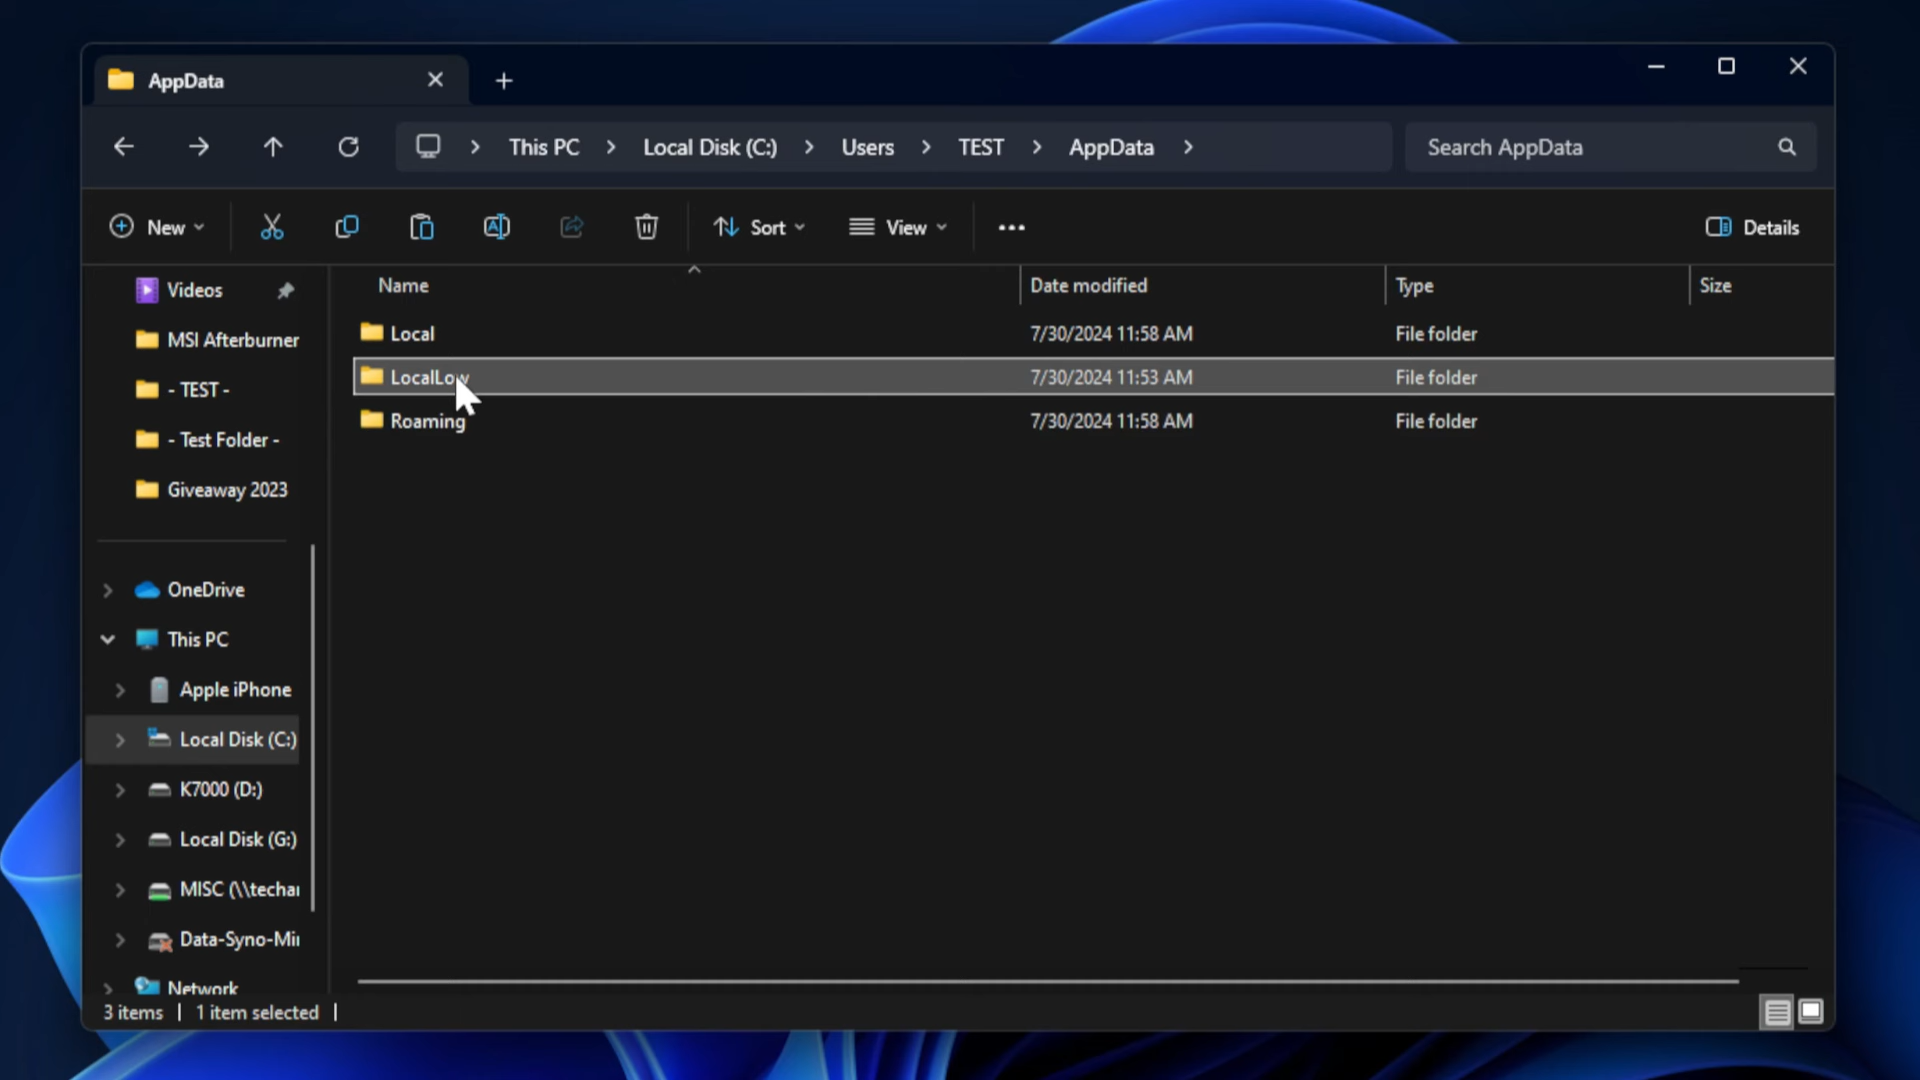 AppData
This PC > Local Disk (C:) > Users > TEST > AppData >
Search AppData
New
Sort
View
Details
Videos
MSI Afterburner
- TEST -
- Test Folder -
Giveaway 2023
OneDrive
This PC
Apple iPhone
Local Disk (C:)
K7000 (D:)
Local Disk (G:)
MISC (\\techar
Data-Syno-Mi
Network
Name Date modified Type Size
Local 7/30/2024 11:58 AM File folder
LocalLow 7/30/2024 11:53 AM File folder
Roaming 7/30/2024 11:58 AM File folder
3 items | 1 item selected |